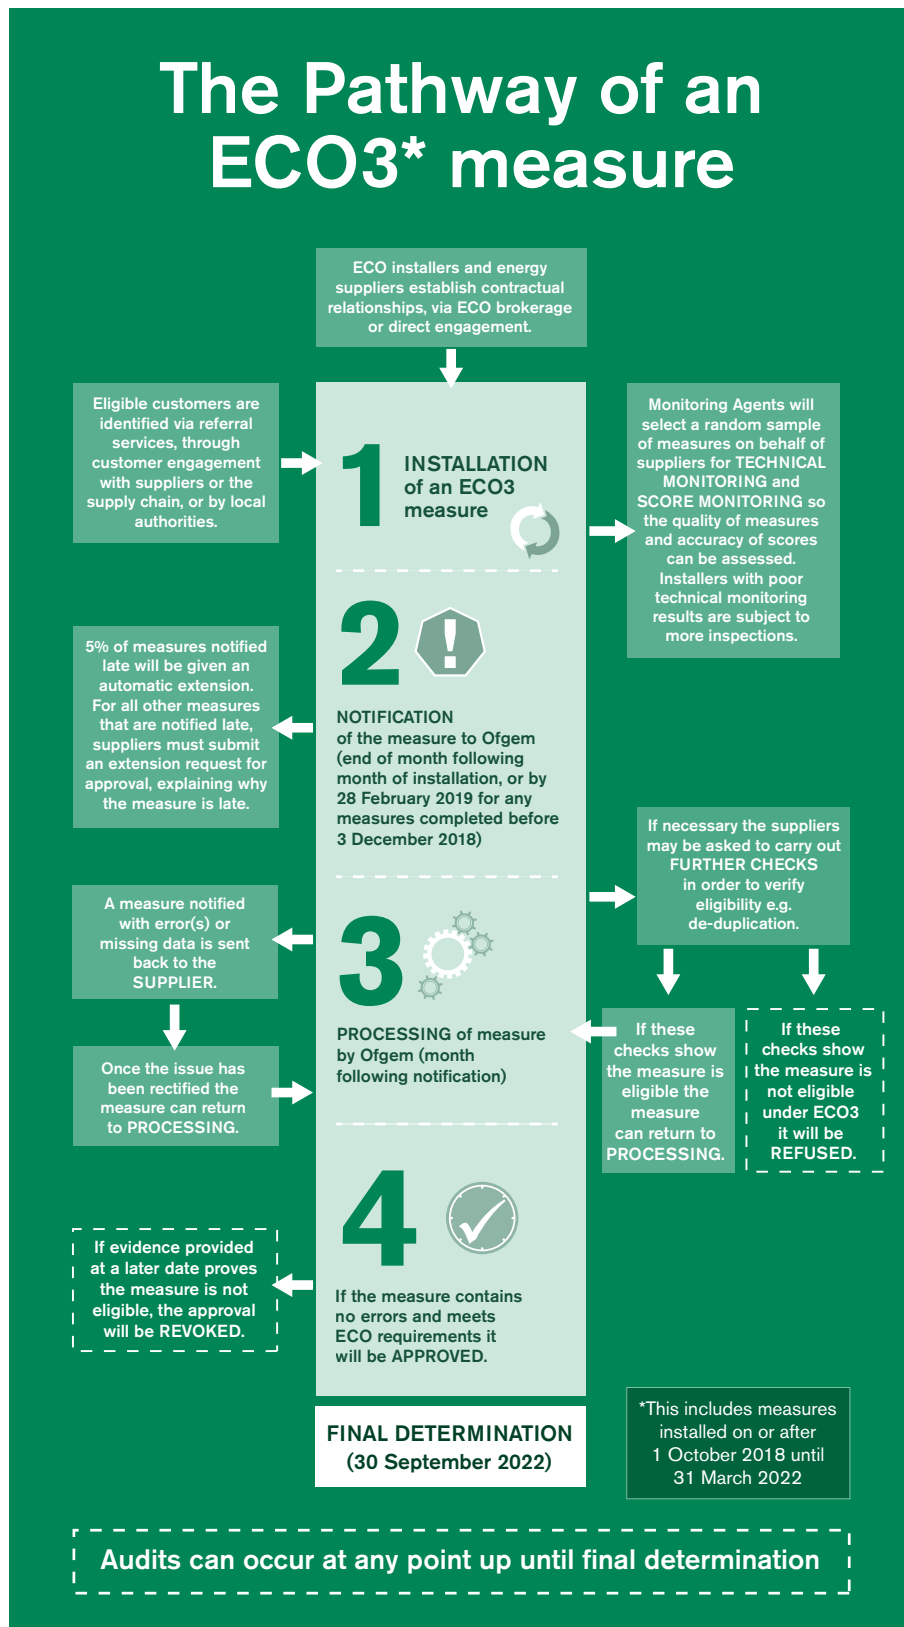 The Pathway of an
ECO3* measure
ECO installers and energy
suppliers establish contractual
relationships, via ECO brokerage
or direct engagement.
Eligible customers are
identified via referral
services, through
customer engagement
with suppliers or the
supply chain, or by local
authorities.
1
INSTALLATION
of an ECO3
measure
Monitoring Agents will
select a random sample
of measures on behalf of
suppliers for TECHNICAL
MONITORING and
SCORE MONITORING so
the quality of measures
and accuracy of scores
can be assessed.
Installers with poor
technical monitoring
results are subject to
more inspections.
2
!
NOTIFICATION
of the measure to Ofgem
(end of month following
month of installation, or by
28 February 2019 for any
measures completed before
3 December 2018)
5% of measures notified
late will be given an
automatic extension.
For all other measures
that are notified late,
suppliers must submit
an extension request for
approval, explaining why
the measure is late.
3
PROCESSING of measure
by Ofgem (month
following notification)
A measure notified
with error(s) or
missing data is sent
back to the
SUPPLIER.
Once the issue has
been rectified the
measure can return
to PROCESSING.
If necessary the suppliers
may be asked to carry out
FURTHER CHECKS
in order to verify
eligibility e.g.
de-duplication.
If these
checks show
the measure is
eligible the
measure
can return to
PROCESSING.
If these
checks show
the measure is
not eligible
under ECO3
it will be
REFUSED.
4
If the measure contains
no errors and meets
ECO requirements it
will be APPROVED.
If evidence provided
at a later date proves
the measure is not
eligible, the approval
will be REVOKED.
FINAL DETERMINATION
(30 September 2022)
*This includes measures
installed on or after
1 October 2018 until
31 March 2022
Audits can occur at any point up until final determination